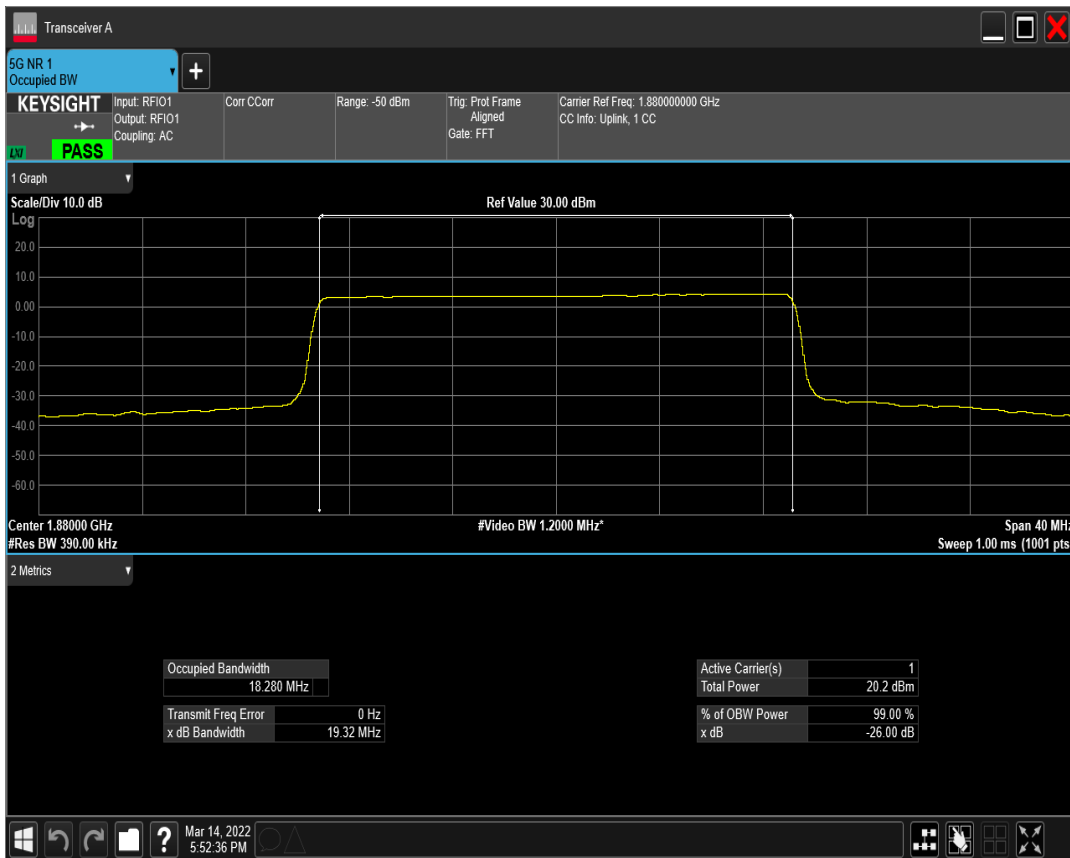 Transceiver A
5G NR 1
Occupied BW
+
KEYSIGHT
LXI
PASS
Input: RFIO1
Output: RFIO1
Coupling: AC
Corr CCorr
Range: -50 dBm
Trig: Prot Frame
Aligned
Gate: FFT
Carrier Ref Freq: 1.880000000 GHz
CC Info: Uplink, 1 CC
1 Graph
Scale/Div 10.0 dB
Ref Value 30.00 dBm
Log
20.0
10.0
0.00
-10.0
-20.0
-30.0
-40.0
-50.0
-60.0
Center 1.88000 GHz
#Video BW 1.2000 MHz*
Span 40 MHz
#Res BW 390.00 kHz
Sweep 1.00 ms (1001 pts
2 Metrics
Occupied Bandwidth
18.280 MHz
Transmit Freq Error 0 Hz
x dB Bandwidth 19.32 MHz
Active Carrier(s) 1
Total Power 20.2 dBm
% of OBW Power 99.00 %
x dB -26.00 dB
?
Mar 14, 2022
5:52:36 PM